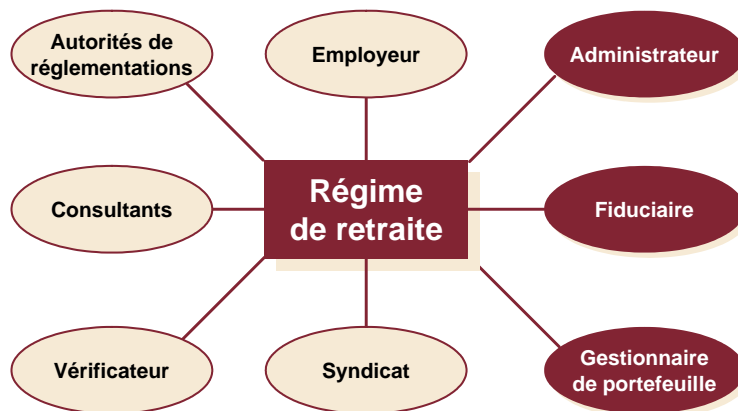 Autorités de
réglementations
Employeur
Administrateur
Consultants
Régime
de retraite
Fiduciaire
Vérificateur
Syndicat
Gestionnaire
de portefeuille